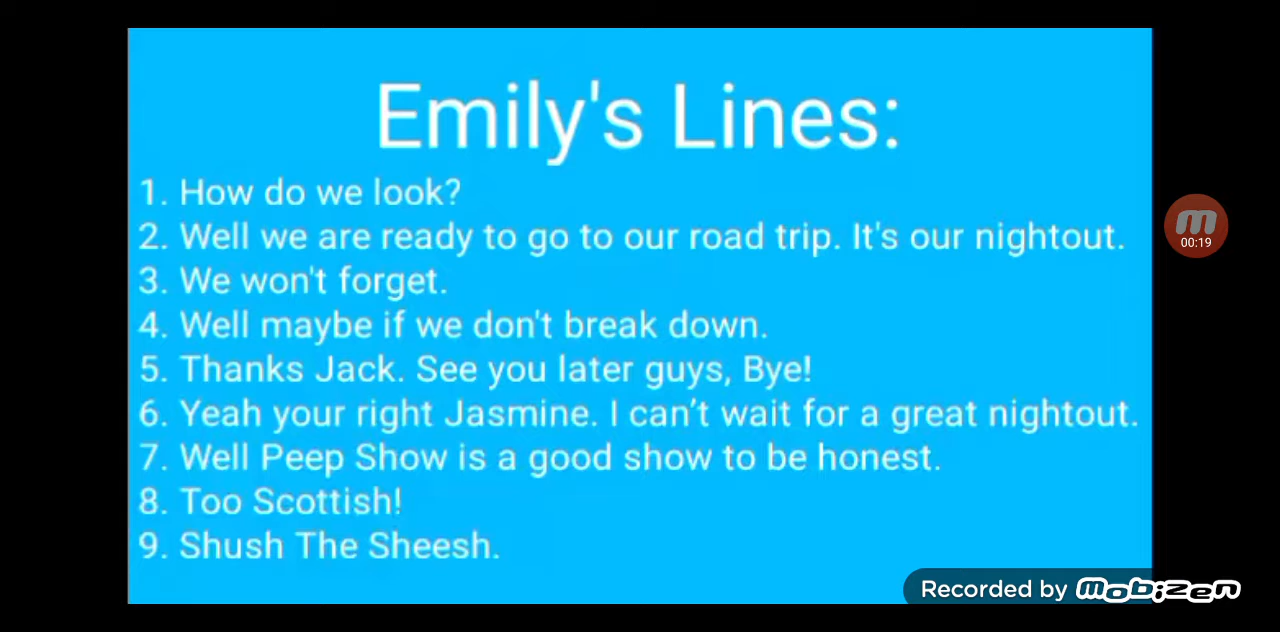 Emily's Lines:
1. How do we look?
2. Well we are ready to go to our road trip. It's our nightout.
3. We won't forget.
4. Well maybe if we don't break down.
5. Thanks Jack. See you later guys, Bye!
6. Yeah your right Jasmine. I can’t wait for a great nightout.
7. Well Peep Show is a good show to be honest.
8. Too Scottish!
9. Shush The Sheesh.
m
00:19
Recorded by Mobizen